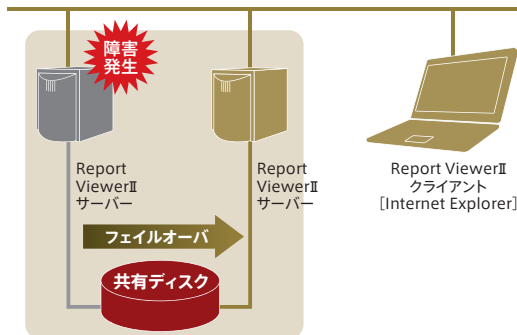 障害
発生
Report
ViewerⅡ
サーバー
Report
ViewerⅡ
サーバー
Report ViewerⅡ
クライアント
[Internet Explorer]
フェイルオーバ
共有ディスク